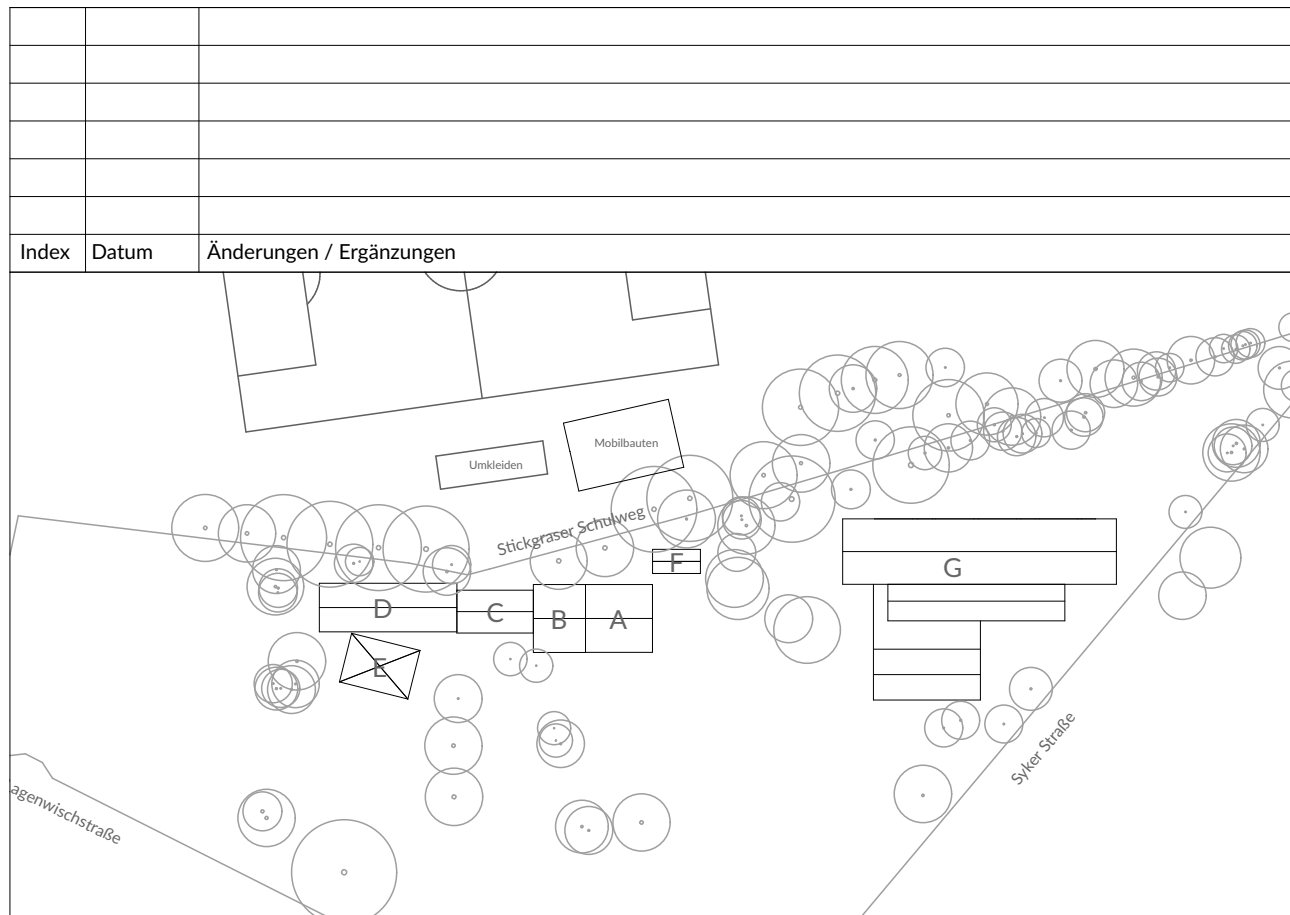 Index Datum Änderungen / Ergänzungen
Mobilbauten
Umkleiden
Stickgraser Schulweg
F
G
D
C
B
A
E
Syker Straße
agenwischstraße